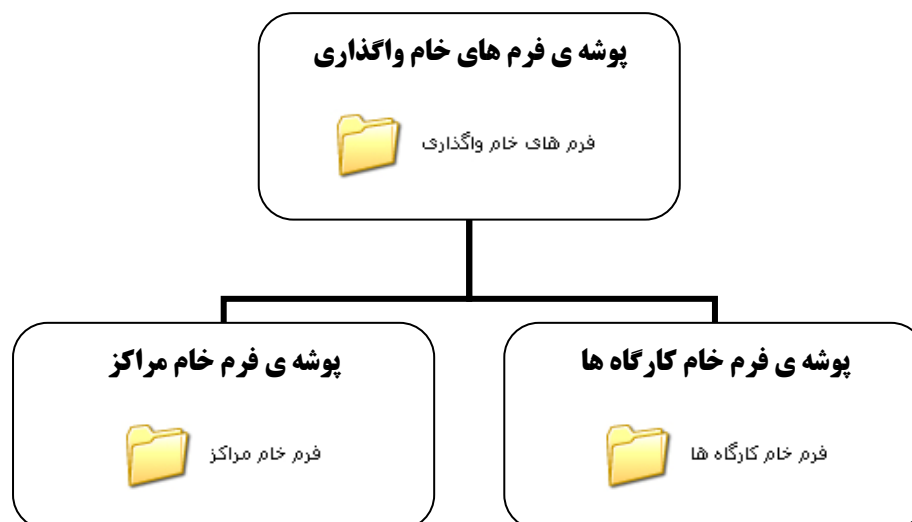 پوشه ی فرم های خام واگذاری
فرم های خام واگذاری
پوشه ی فرم خام کارگاه ها
فرم خام کارگاه ها
پوشه ی فرم خام مراکز
فرم خام مراکز